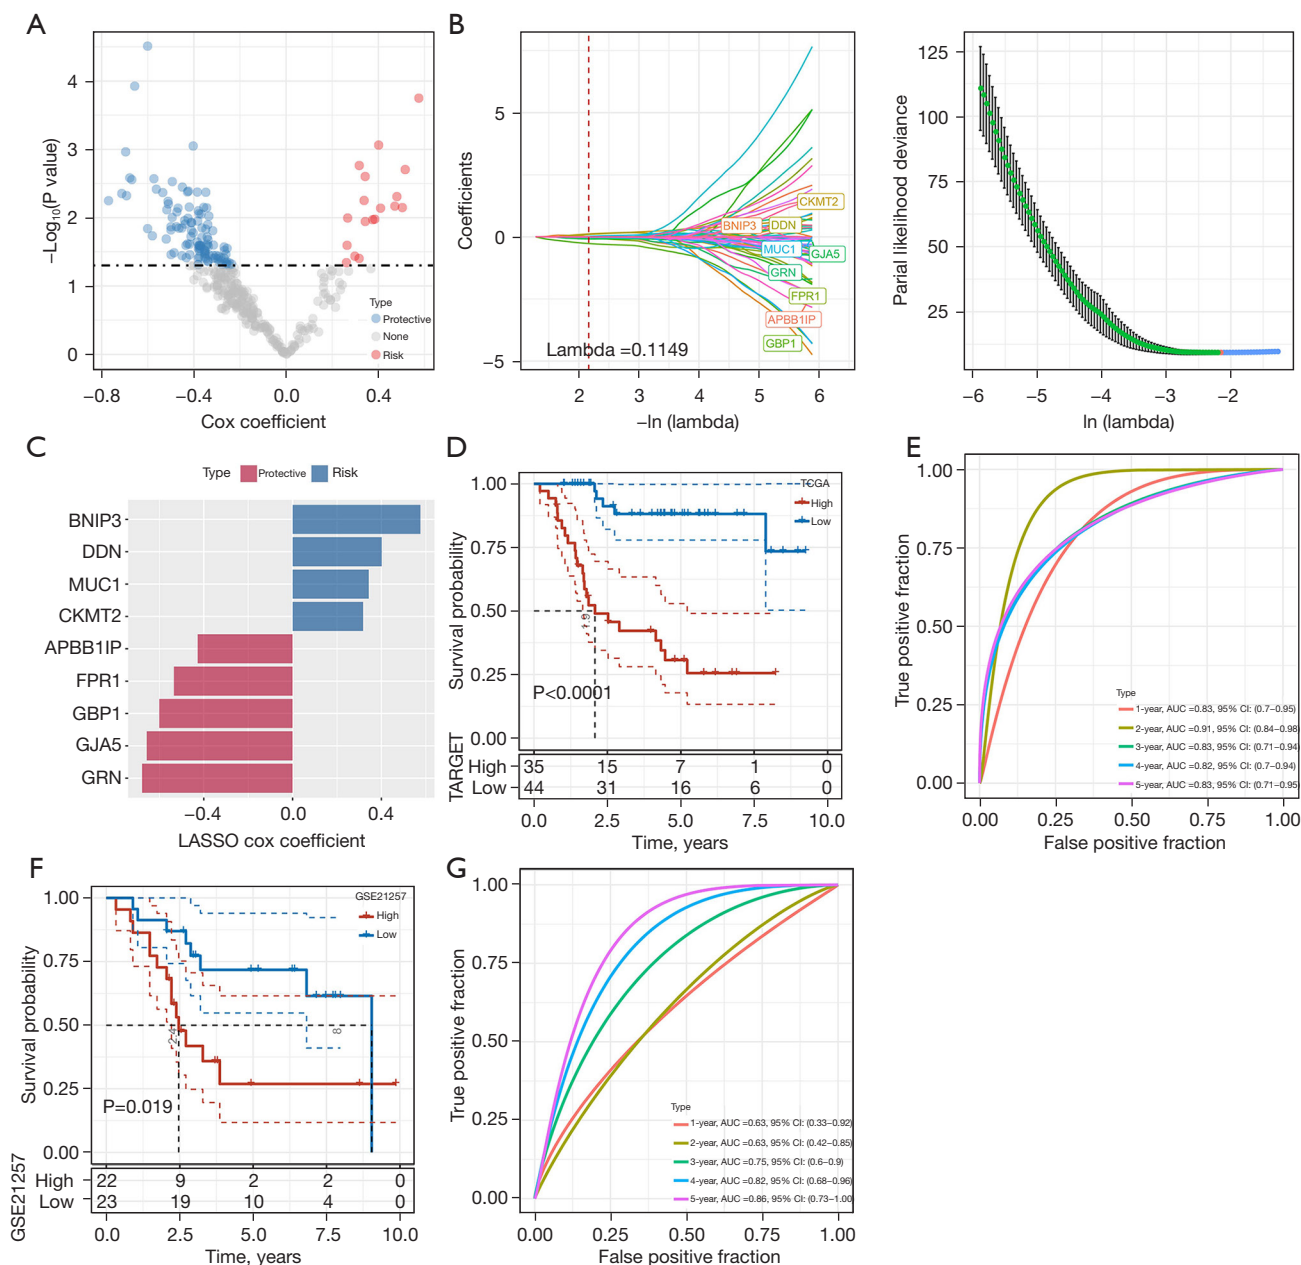 A
−Log10(P value)
4
3
2
1
0
Type
Protective
None
Risk
−0.8
−0.4
0.0
0.4
Cox coefficient
B
Coefficients
5
0
−5
CKMT2
BNIP3
DDN
MUC1
GJA5
GRN
FPR1
APBB1IP
GBP1
Lambda =0.1149
2
3
4
5
6
−ln (lambda)
Parial likelihood deviance
125
100
75
50
25
−6
−5
−4
−3
−2
ln (lambda)
C
Type Protective Risk
BNIP3
DDN
MUC1
CKMT2
APBB1IP
FPR1
GBP1
GJA5
GRN
−0.4
0.0
0.4
LASSO cox coefficient
D
Survival probability
1.00
0.75
0.50
0.25
0.00
TCGA
High
Low
1.9
P<0.0001
TARGET
High 35 15 7 1 0
Low 44 31 16 6 0
0.0 2.5 5.0 7.5 10.0
Time, years
E
True positive fraction
1.00
0.75
0.50
0.25
0.00
Type
1-year, AUC =0.83, 95% CI: (0.7−0.95)
2-year, AUC =0.91, 95% CI: (0.84−0.98)
3-year, AUC =0.83, 95% CI: (0.71−0.94)
4-year, AUC =0.82, 95% CI: (0.7−0.94)
5-year, AUC =0.83, 95% CI: (0.71−0.95)
0.00 0.25 0.50 0.75 1.00
False positive fraction
F
Survival probability
1.00
0.75
0.50
0.25
0.00
GSE21257
High
Low
2.4
8
P=0.019
GSE21257
High 22 9 2 2 0
Low 23 19 10 4 0
0.0 2.5 5.0 7.5 10.0
Time, years
G
True positive fraction
1.00
0.75
0.50
0.25
0.00
Type
1-year, AUC =0.63, 95% CI: (0.33−0.92)
2-year, AUC =0.63, 95% CI: (0.42−0.85)
3-year, AUC =0.75, 95% CI: (0.6−0.9)
4-year, AUC =0.82, 95% CI: (0.68−0.96)
5-year, AUC =0.86, 95% CI: (0.73−1.00)
0.00 0.25 0.50 0.75 1.00
False positive fraction